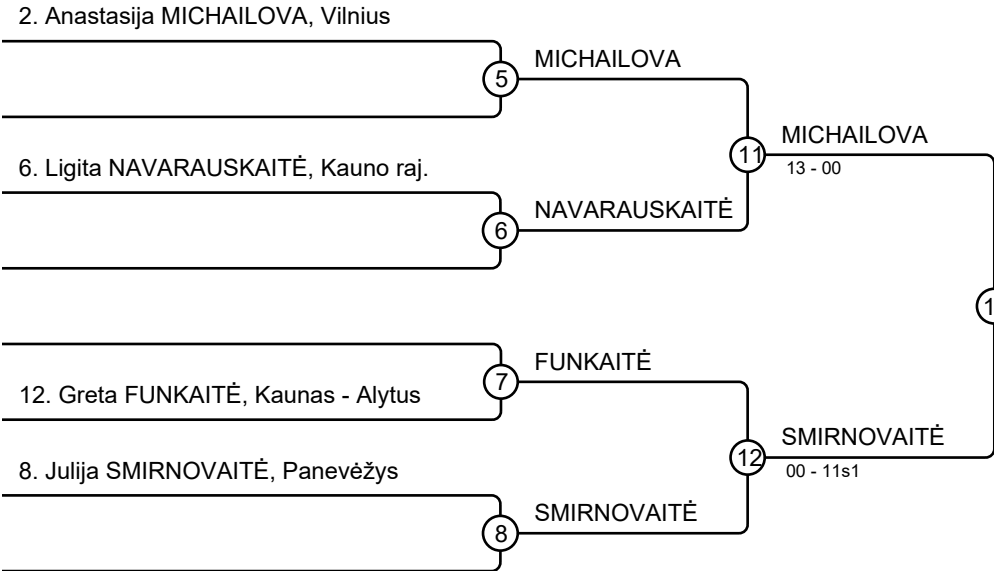 2. Anastasija MICHAILOVA, Vilnius
5
MICHAILOVA
11
MICHAILOVA
13 - 00
6. Ligita NAVARAUSKAITĖ, Kauno raj.
6
NAVARAUSKAITĖ
1
7
FUNKAITĖ
12. Greta FUNKAITĖ, Kaunas - Alytus
12
SMIRNOVAITĖ
00 - 11s1
8. Julija SMIRNOVAITĖ, Panevėžys
8
SMIRNOVAITĖ